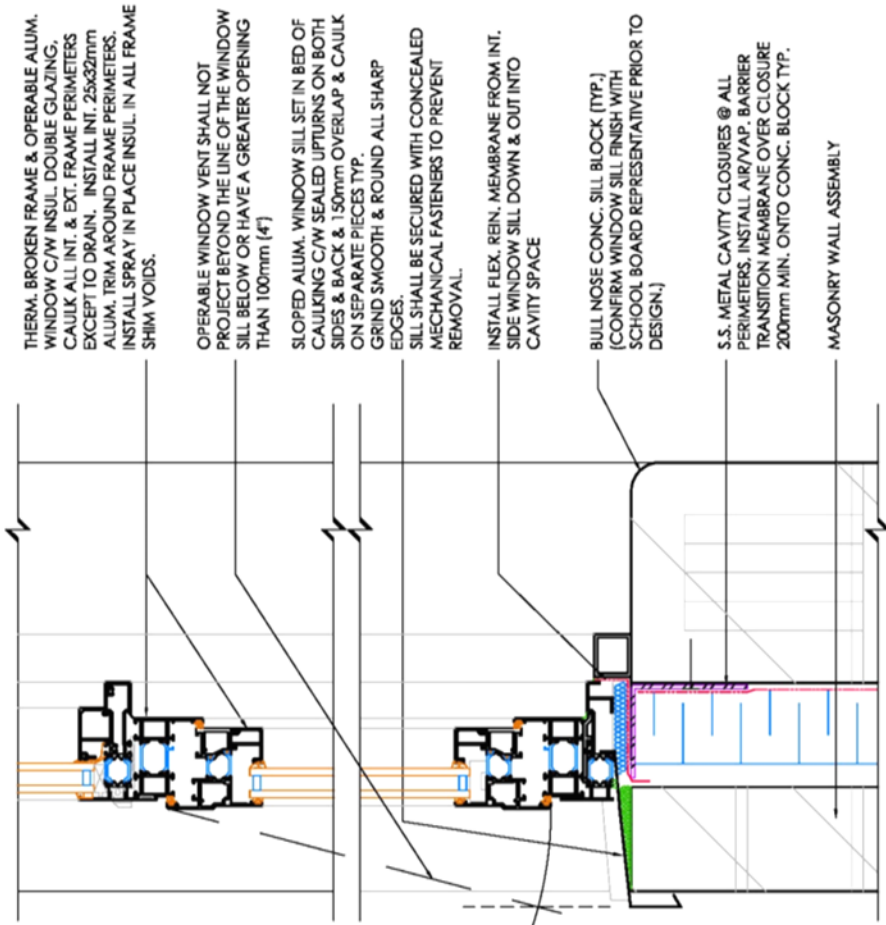 THERM. BROKEN FRAME & OPERABLE ALUM.
WINDOW C/W INSUL DOUBLE GLAZING,
CAULK ALL INT. & EXT. FRAME PERIMETERS
EXCEPT TO DRAIN. INSTALL INT. 25x32mm
ALUM. TRIM AROUND FRAME PERIMETERS.
INSTALL SPRAY IN PLACE INSUL. IN ALL FRAME
SHIM VOIDS.
OPERABLE WINDOW VENT SHALL NOT
PROJECT BEYOND THE LINE OF THE WINDOW
SILL BELOW OR HAVE A GREATER OPENING
THAN 100mm (4")
SLOPED ALUM. WINDOW SILL SET IN BED OF
CAULKING C/W SEALED UPTURNS ON BOTH
SIDES & BACK & 150mm OVERLAP & CAULK
ON SEPARATE PIECES TYP.
GRIND SMOOTH & ROUND ALL SHARP
EDGES.
SILL SHALL BE SECURED WITH CONCEALED
MECHANICAL FASTENERS TO PREVENT
REMOVAL.
INSTALL FLEX. REIN. MEMBRANE FROM INT.
SIDE WINDOW SILL DOWN & OUT INTO
CAVITY SPACE
BULL NOSE CONC. SILL BLOCK (TYP.)
(CONFIRM WINDOW SILL FINISH WITH
SCHOOL BOARD REPRESENTATIVE PRIOR TO
DESIGN.)
S.S. METAL CAVITY CLOSURES @ ALL
PERIMETERS. INSTALL AIR/VAP. BARRIER
TRANSITION MEMBRANE OVER CLOSURE
200mm MIN. ONTO CONC. BLOCK TYP.
MASONRY WALL ASSEMBLY